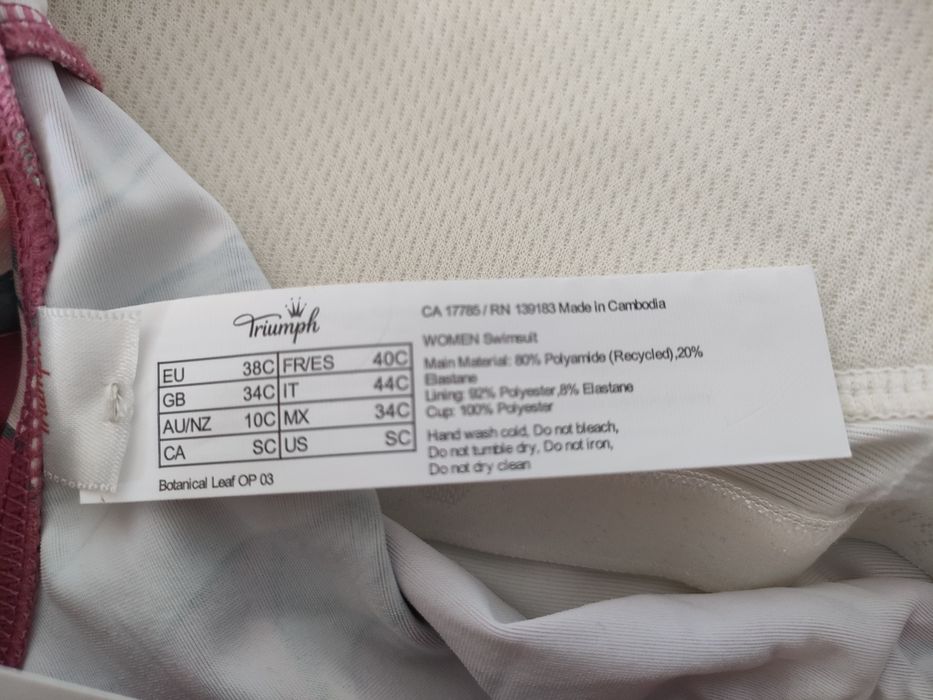 Triumph
EU 38C FR/ES 40C
GB 34C IT 44C
AU/NZ 10C MX 34C
CA SC US SC
Botanical Leaf OP 03
CA 17785 / RN 139183 Made in Cambodia
WOMEN Swimsuit
Main Material: 80% Polyamide (Recycled),20%
Elastane
Lining: 92% Polyester,8% Elastane
Cup: 100% Polyester
Hand wash cold, Do not bleach,
Do not tumble dry, Do not iron,
Do not dry clean